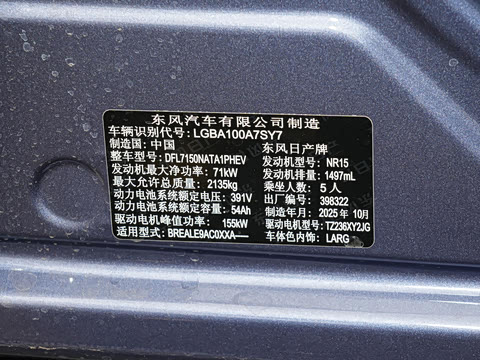 东风汽车有限公司制造
车辆识别代号: LGBA100A7SY7
制造国: 中国 东风日产牌
整车型号: DFL7150NATA1PHEV 发动机型号: NR15
发动机最大净功率: 71kW 发动机排量: 1497mL
最大允许总质量: 2135kg 乘坐人数: 5 人
动力电池系统额定电压: 391V 出厂编号: 398322
动力电池系统额定容量: 54Ah 制造年月: 2025 年 10月
驱动电机峰值功率: 155kW 驱动电机型号: TZ236XY2JG
适用型式: BREALE9AC0XXA— 车体色内饰: LARG